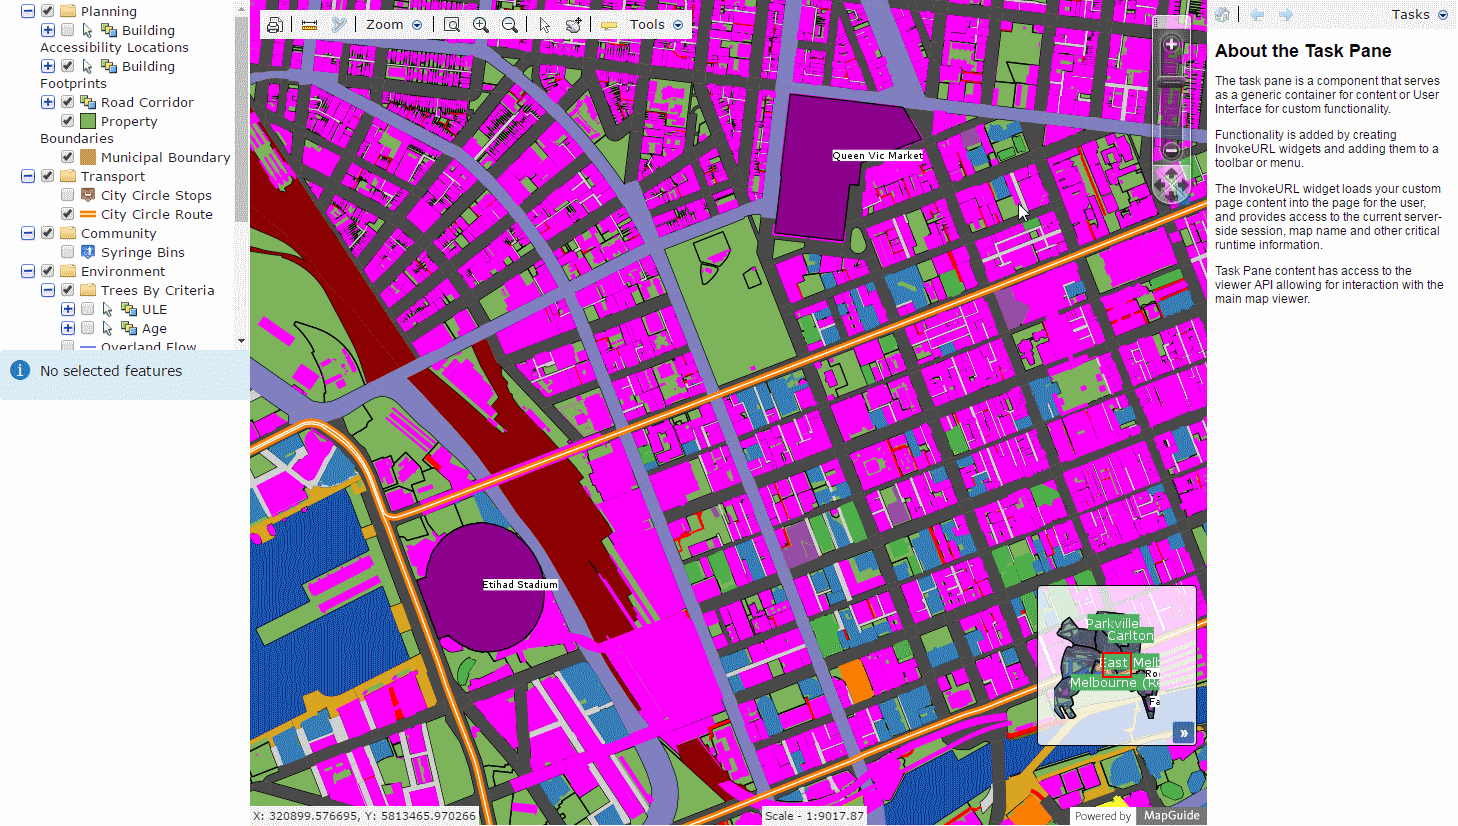 Planning
Building
Accessibility Locations
Building
Footprints
Road Corridor
Property
Boundaries
Municipal Boundary
Transport
City Circle Stops
City Circle Route
Community
Syringe Bins
Environment
Trees By Criteria
ULE
Age
Overland Flow
No selected features
Zoom
Tools
Queen Vic Market
Etihad Stadium
Parkville
Carlton
East Melb
Melbourne (Re
Ro
Fa
»
X: 320899.576695, Y: 5813465.970266
Scale - 1:9017.87
Powered by MapGuide
Tasks
About the Task Pane
The task pane is a component that serves
as a generic container for content or User
Interface for custom functionality.
Functionality is added by creating
InvokeURL widgets and adding them to a
toolbar or menu.
The InvokeURL widget loads your custom
page content into the page for the user,
and provides access to the current server-
side session, map name and other critical
runtime information.
Task Pane content has access to the
viewer API allowing for interaction with the
main map viewer.